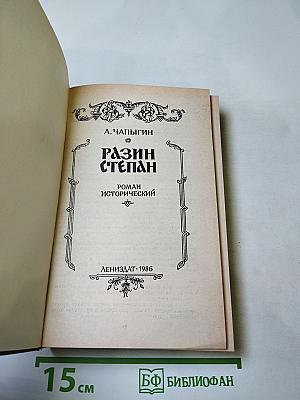 А. ЧАПЫГИН
РАЗИН
СТЕПАН
РОМАН
ИСТОРИЧЕСКИЙ
ЛЕНИЗДАТ · 1986
15 см
БФ БИБЛИОФАН